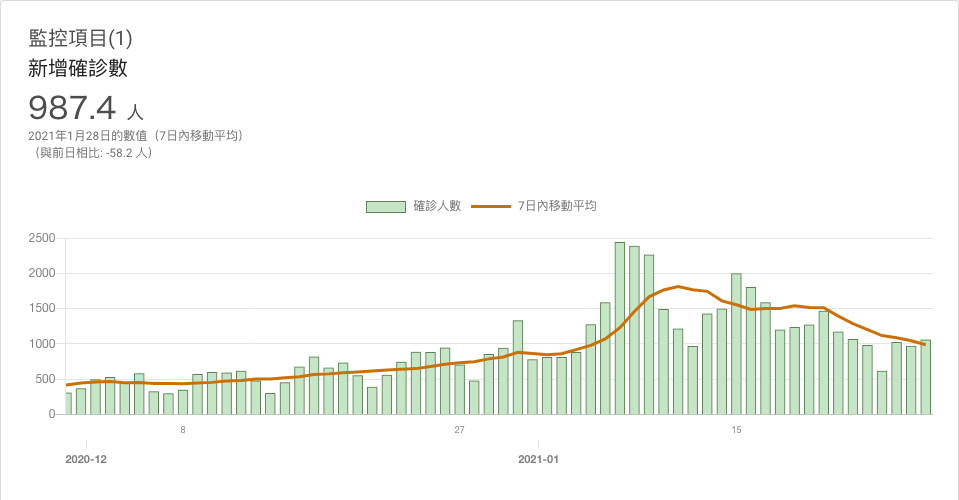 監控項目(1)
新增確診數
987.4 人
2021年1月28日的數值（7日內移動平均）
（與前日相比: -58.2 人）
確診人數 7日內移動平均
2500
2000
1500
1000
500
0
8 27 15
2020-12 2021-01